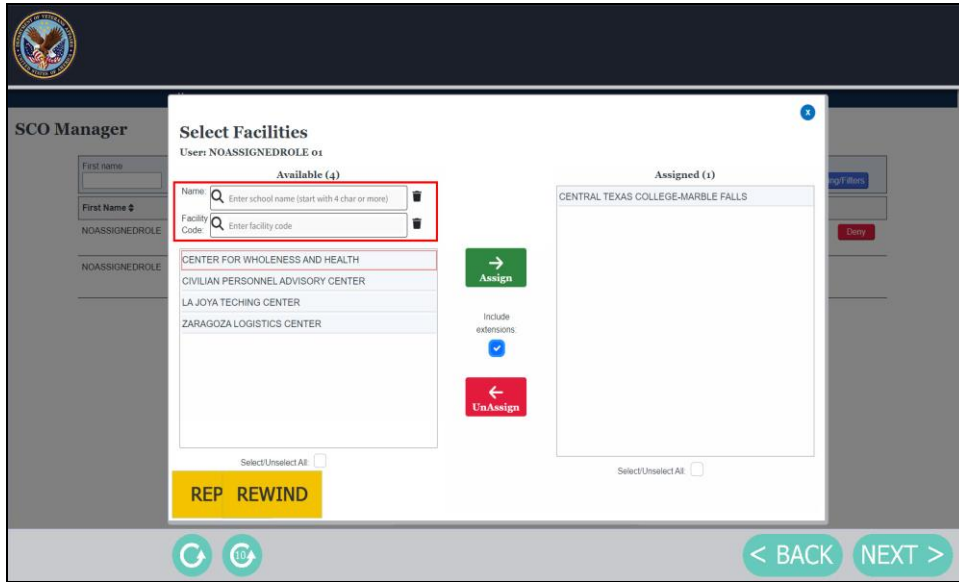 SCO Manager
First name
ng/Filters
First Name
NOASSIGNEDROLE
Deny
NOASSIGNEDROLE
x
Select Facilities
User: NOASSIGNEDROLE 01
Available (4)
Name:
Enter school name (start with 4 char or more)
Facility
Code:
Enter facility code
CENTER FOR WHOLENESS AND HEALTH
CIVILIAN PERSONNEL ADVISORY CENTER
LA JOYA TECHING CENTER
ZARAGOZA LOGISTICS CENTER
Select/Unselect All:
Assign
Include
extensions
UnAssign
Assigned (1)
CENTRAL TEXAS COLLEGE-MARBLE FALLS
Select/Unselect All:
REP REWIND
10
< BACK
NEXT >